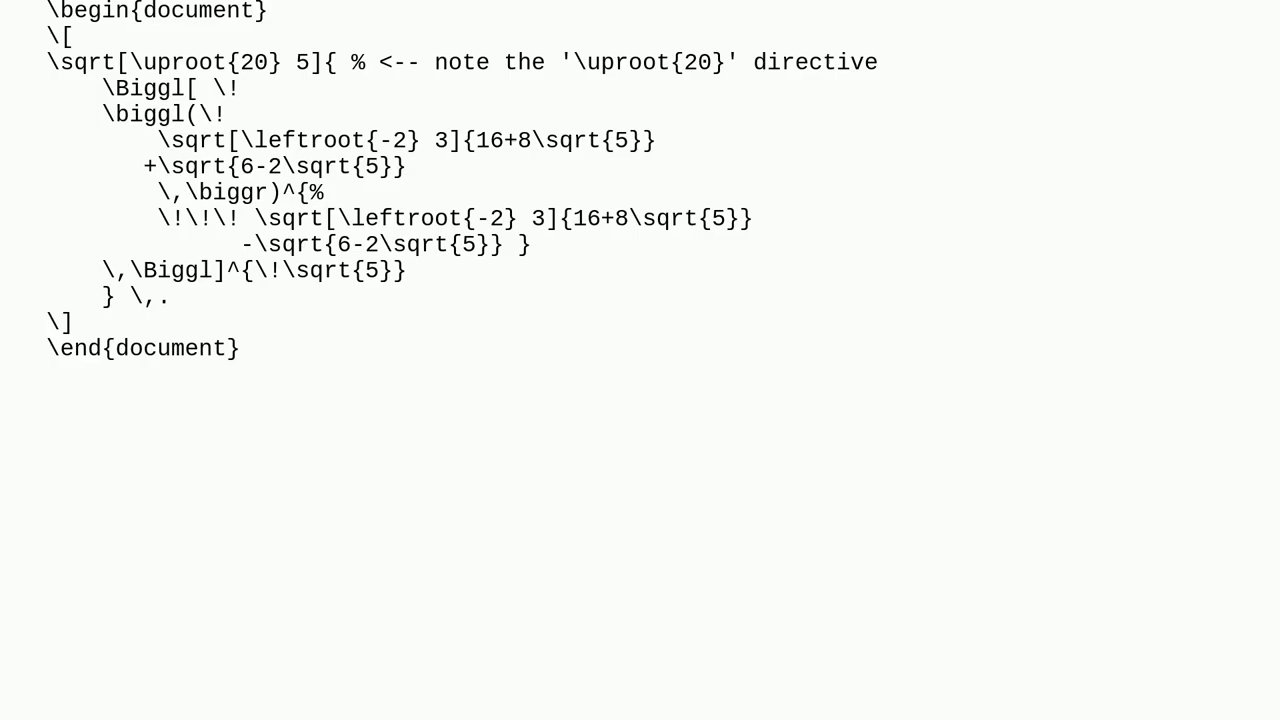 \begin{document}
\[
\sqrt[\uproot{20} 5]{ % <-- note the '\uproot{20}' directive
    \Biggl[ \!
    \biggl(\!
        \sqrt[\leftroot{-2} 3]{16+8\sqrt{5}}
       +\sqrt{6-2\sqrt{5}}
        \,\biggr)^{%
        \!\!\! \sqrt[\leftroot{-2} 3]{16+8\sqrt{5}}
              -\sqrt{6-2\sqrt{5}} }
    \,\Biggl]^{\!\sqrt{5}}
    } \,.
\]
\end{document}